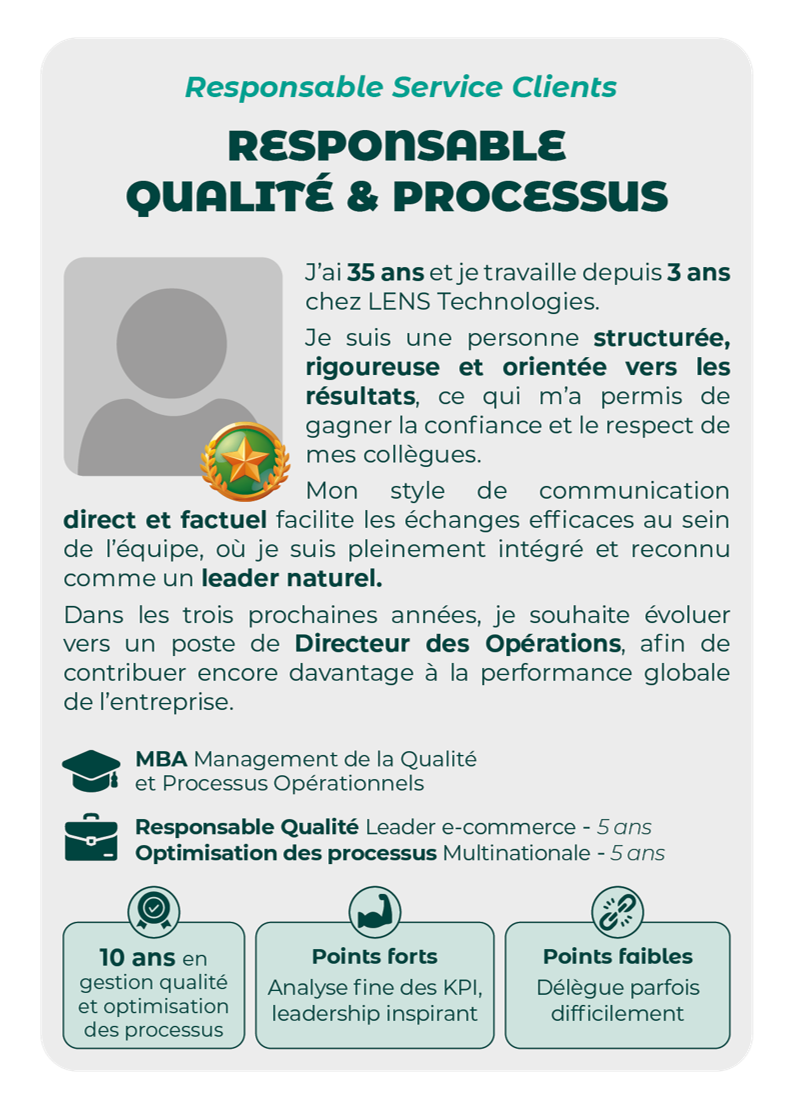 Responsable Service Clients
RESPONSABLE
QUALITÉ & PROCESSUS
J'ai 35 ans et je travaille depuis 3 ans
chez LENS Technologies.
Je suis une personne structurée,
rigoureuse et orientée vers les
résultats, ce qui m'a permis de
gagner la confiance et le respect de
mes collègues.
Mon style de communication
direct et factuel facilite les échanges efficaces au sein
de l'équipe, où je suis pleinement intégré et reconnu
comme un leader naturel.
Dans les trois prochaines années, je souhaite évoluer
vers un poste de Directeur des Opérations, afin de
contribuer encore davantage à la performance globale
de l'entreprise.
MBA Management de la Qualité
et Processus Opérationnels
Responsable Qualité Leader e-commerce - 5 ans
Optimisation des processus Multinationale - 5 ans
10 ans en
gestion qualité
et optimisation
des processus
Points forts
Analyse fine des KPI,
leadership inspirant
Points faibles
Délègue parfois
difficilement